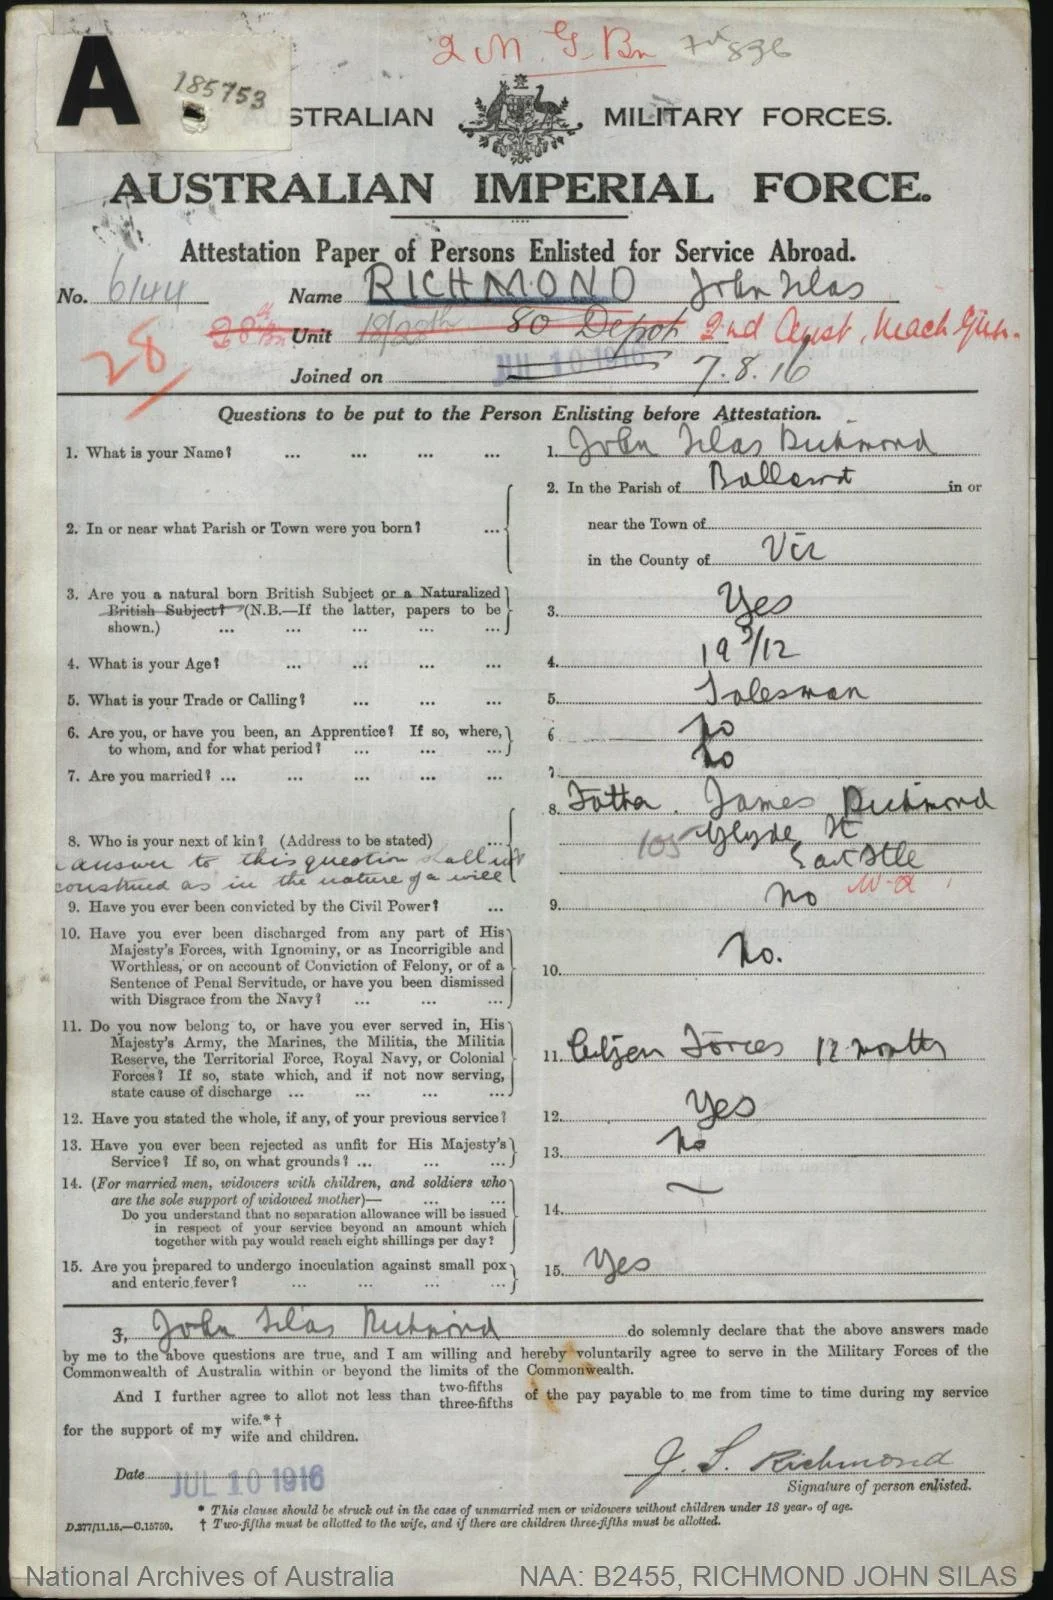 2 M. G. Bn
A
185753
STRALIAN MILITARY FORCES.
AUSTRALIAN IMPERIAL FORCE.
Attestation Paper of Persons Enlisted for Service Abroad.
No. 6144 Name RICHMOND John Silas
28th Bn Unit 18/28th 80 Depot 2nd Aust. Mach Gun.
28
Joined on JUL 10 1916 7.8.16
Questions to be put to the Person Enlisting before Attestation.
1. What is your Name? ... ... ... ... 1. John Silas Richmond
2. In or near what Parish or Town were you born? ... 2. In the Parish of Ballarat in or
near the Town of
in the County of Vic
3. Are you a natural born British Subject or a Naturalized
British Subject? (N.B.—If the latter, papers to be
shown.) ... ... ... ... ... 3. Yes
4. What is your Age? ... ... ... ... 4. 19 3/12
5. What is your Trade or Calling? ... ... ... 5. Salesman
6. Are you, or have you been, an Apprentice? If so, where,
to whom, and for what period? ... ... ... 6 No
7. Are you married? ... ... ... ... ... 7. No
8. Who is your next of kin? (Address to be stated) ... 8. Father. James Richmond
105 Glyde St
East Ftle
W-A
answer to this question shall not
construed as in the nature of a will
9. Have you ever been convicted by the Civil Power? ... 9. No
10. Have you ever been discharged from any part of His
Majesty's Forces, with Ignominy, or as Incorrigible and
Worthless, or on account of Conviction of Felony, or of a
Sentence of Penal Servitude, or have you been dismissed
with Disgrace from the Navy? ... ... ... 10. No.
11. Do you now belong to, or have you ever served in, His
Majesty's Army, the Marines, the Militia, the Militia
Reserve, the Territorial Force, Royal Navy, or Colonial
Forces? If so, state which, and if not now serving,
state cause of discharge ... ... ... ... 11. Citizen Forces 12 months
12. Have you stated the whole, if any, of your previous service? 12. Yes
13. Have you ever been rejected as unfit for His Majesty's
Service? If so, on what grounds? ... ... ... 13. No
14. (For married men, widowers with children, and soldiers who
are the sole support of widowed mother)— ... ...
Do you understand that no separation allowance will be issued
in respect of your service beyond an amount which
together with pay would reach eight shillings per day? 14.
15. Are you prepared to undergo inoculation against small pox
and enteric fever? ... ... ... ... 15. Yes
I, John Silas Richmond do solemnly declare that the above answers made
by me to the above questions are true, and I am willing and hereby voluntarily agree to serve in the Military Forces of the
Commonwealth of Australia within or beyond the limits of the Commonwealth.
And I further agree to allot not less than two-fifths three-fifths of the pay payable to me from time to time during my service
for the support of my wife.*† wife and children.
Date JUL 10 1916 J. S. Richmond
Signature of person enlisted.
* This clause should be struck out in the case of unmarried men or widowers without children under 18 years of age.
D.277/11.15.—C.15759. † Two-fifths must be allotted to the wife, and if there are children three-fifths must be allotted.
National Archives of Australia NAA: B2455, RICHMOND JOHN SILAS